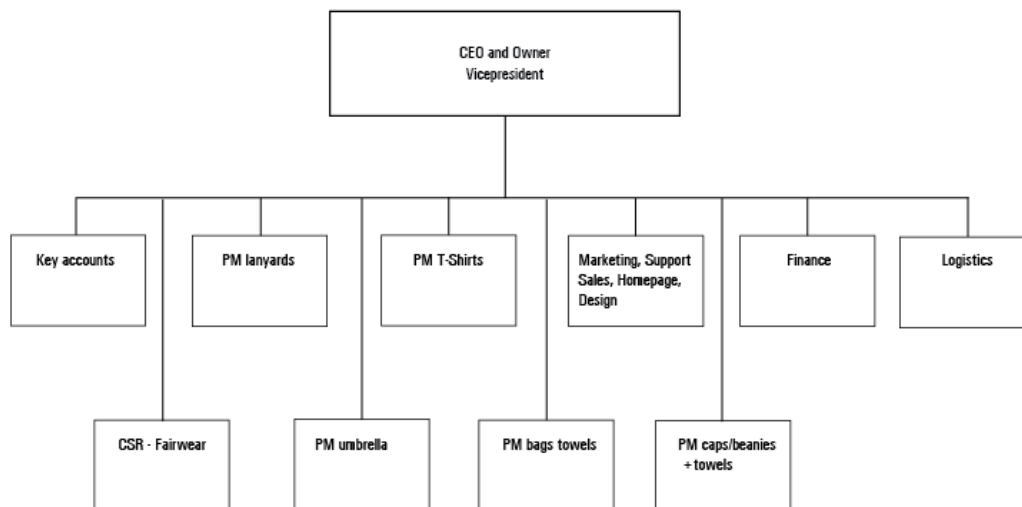 CEO and Owner
Vicepresident
Key accounts
PM lanyards
PM T-Shirts
Marketing, Support
Sales, Homepage,
Design
Finance
Logistics
CSR - Fairwear
PM umbrella
PM bags towels
PM caps/beanies
+ towels